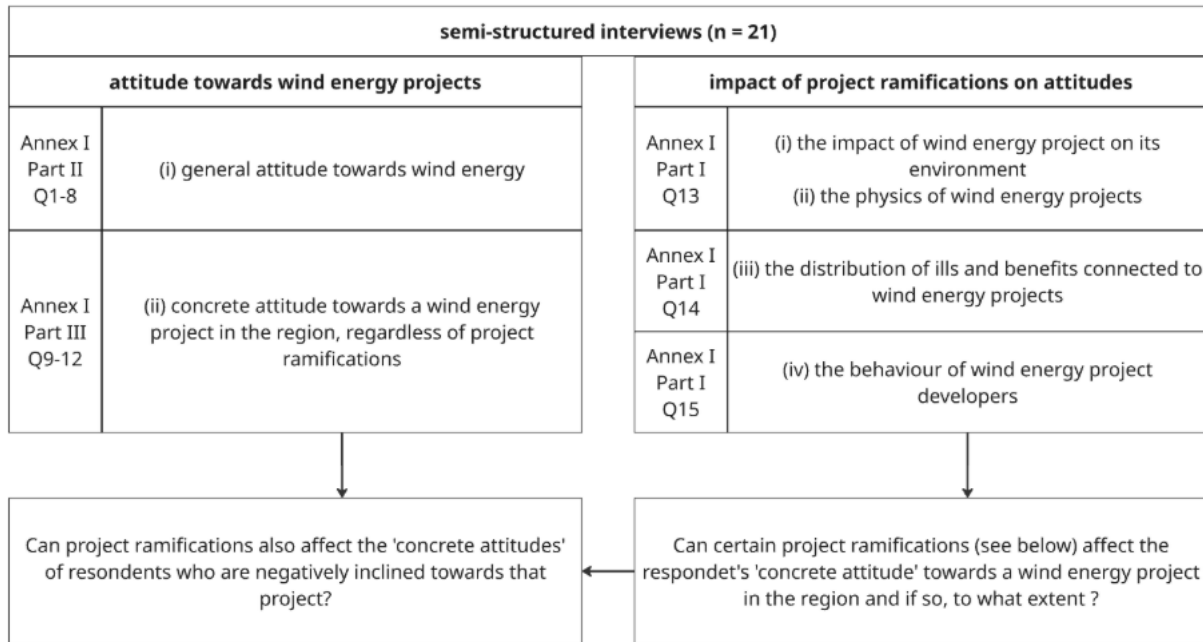 semi-structured interviews (n = 21)
attitude towards wind energy projects
Annex I
Part II
Q1-8
(i) general attitude towards wind energy
Annex I
Part III
Q9-12
(ii) concrete attitude towards a wind energy
project in the region, regardless of project
ramifications
impact of project ramifications on attitudes
Annex I
Part I
Q13
(i) the impact of wind energy project on its
environment
(ii) the physics of wind energy projects
Annex I
Part I
Q14
(iii) the distribution of ills and benefits connected to
wind energy projects
Annex I
Part I
Q15
(iv) the behaviour of wind energy project
developers
Can project ramifications also affect the 'concrete attitudes'
of resondents who are negatively inclined towards that
project?
Can certain project ramifications (see below) affect the
respondet's 'concrete attitude' towards a wind energy project
in the region and if so, to what extent ?